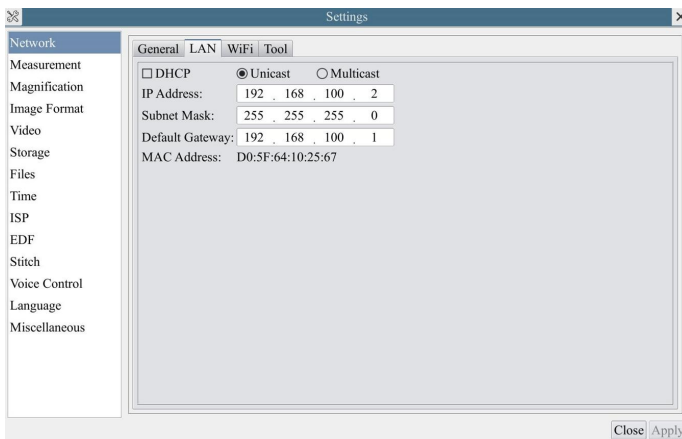 Settings
Network
Measurement
Magnification
Image Format
Video
Storage
Files
Time
ISP
EDF
Stitch
Voice Control
Language
Miscellaneous
General LAN WiFi Tool
DHCP Unicast Multicast
IP Address: 192 . 168 . 100 . 2
Subnet Mask: 255 . 255 . 255 . 0
Default Gateway: 192 . 168 . 100 . 1
MAC Address: D0:5F:64:10:25:67
Close Apply